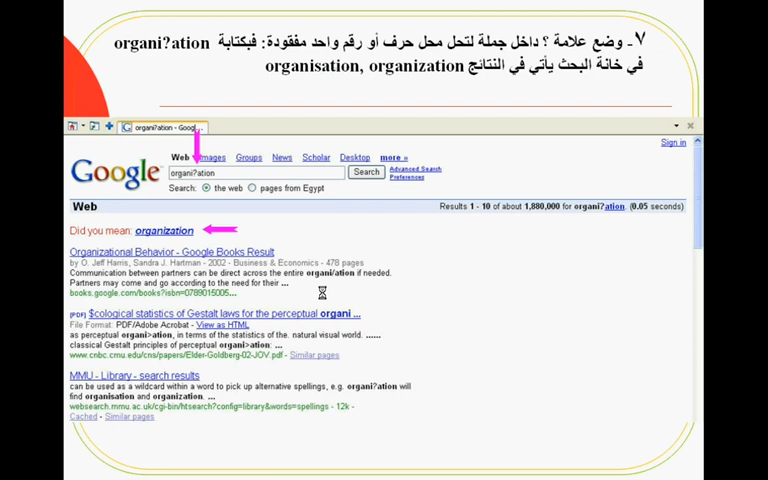 ٧- وضع علامة ؟ داخل جملة لتحل محل حرف أو رقم واحد مفقودة: فبكتابة organi?ation
في خانة البحث يأتي في النتائج organisation, organization
organi?ation - Googl...
Sign in
Google
Web Images Groups News Scholar Desktop more »
organi?ation Search Advanced Search Preferences
Search: the web pages from Egypt
Web Results 1 - 10 of about 1,880,000 for organi?ation. (0.05 seconds)
Did you mean: organization
Organizational Behavior - Google Books Result
by O. Jeff Harris, Sandra J. Hartman - 2002 - Business & Economics - 478 pages
Communication between partners can be direct across the entire organi/ation if needed.
Partners may come and go according to the need for their ...
books.google.com/books?isbn=0789015005...
[PDF] $cological statistics of Gestalt laws for the perceptual organi ...
File Format: PDF/Adobe Acrobat - View as HTML
as perceptual organi>ation, in terms of the statistics of the. natural visual world. ......
classical Gestalt principles of perceptual organi>ation: ...
www.cnbc.cmu.edu/cns/papers/Elder-Goldberg-02-JOV.pdf - Similar pages
MMU - Library - search results
can be used as a wildcard within a word to pick up alternative spellings, e.g. organi?ation will
find organisation and organization. ...
websearch.mmu.ac.uk/cgi-bin/htsearch?config=library&words=spellings - 12k -
Cached - Similar pages